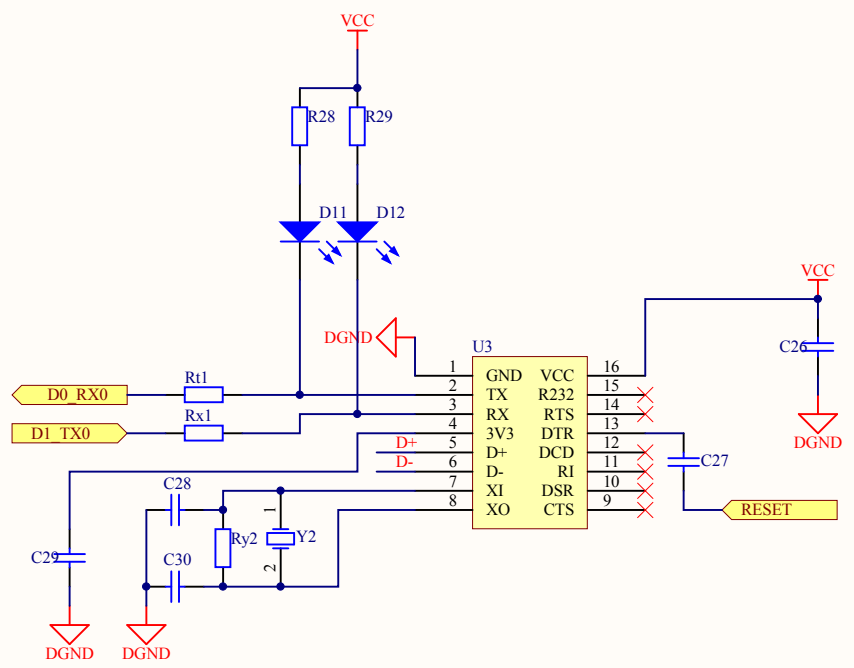 VCC
R28
R29
D11
D12
VCC
DGND
U3
C26
1
GND
VCC
16
Rt1
D0_RX0
2
TX
R232
15
Rx1
D1_TX0
3
RX
RTS
14
4
3V3
DTR
13
DGND
D+
5
D+
DCD
12
D-
6
D-
RI
11
C27
C28
7
XI
DSR
10
1
8
XO
CTS
9
RESET
Ry2
Y2
C29
C30
2
DGND
DGND